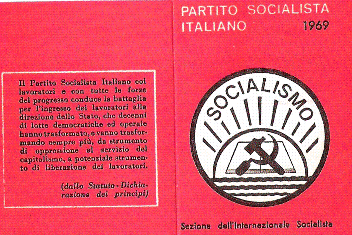 Il Partito Socialista Italiano coi
lavoratori e con tutte le forze
del progresso conduce la battaglia
per l'ingresso dei lavoratori alla
direzione dello Stato, che decenni
di lotte democratiche ed operaie
hanno trasformato, e vanno trasfor-
mando sempre più, da strumento
di oppressione al servizio del
capitalismo, a potenziale strumen-
to di liberazione dei lavoratori.
(dallo Statuto - Dichia-
razione dei principi)
PARTITO SOCIALISTA
ITALIANO 1969
SOCIALISMO
Sezione dell'Internazionale Socialista